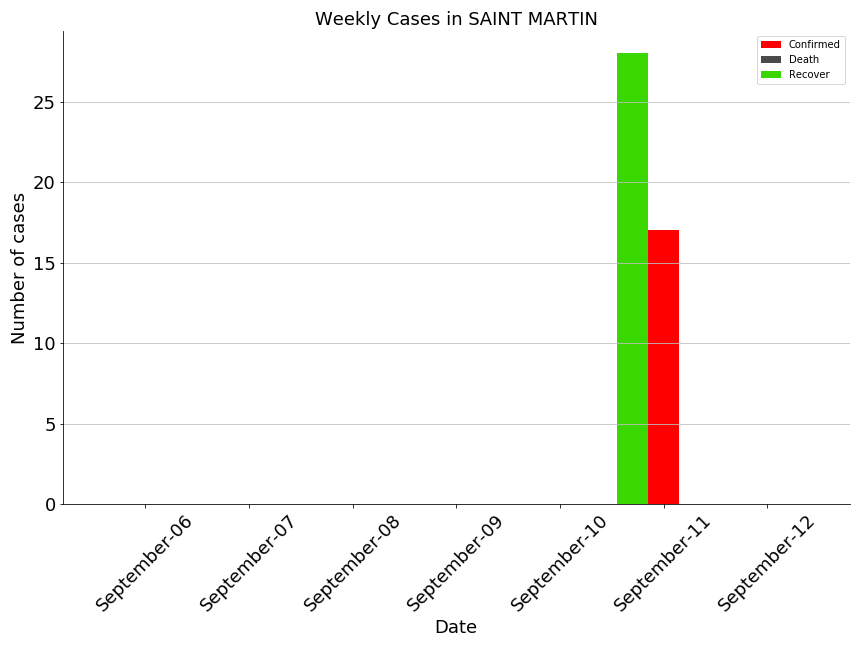 Weekly Cases in SAINT MARTIN
Confirmed
Death
Recover
Number of cases
25
20
15
10
5
0
September-06
September-07
September-08
September-09
September-10
September-11
September-12
Date